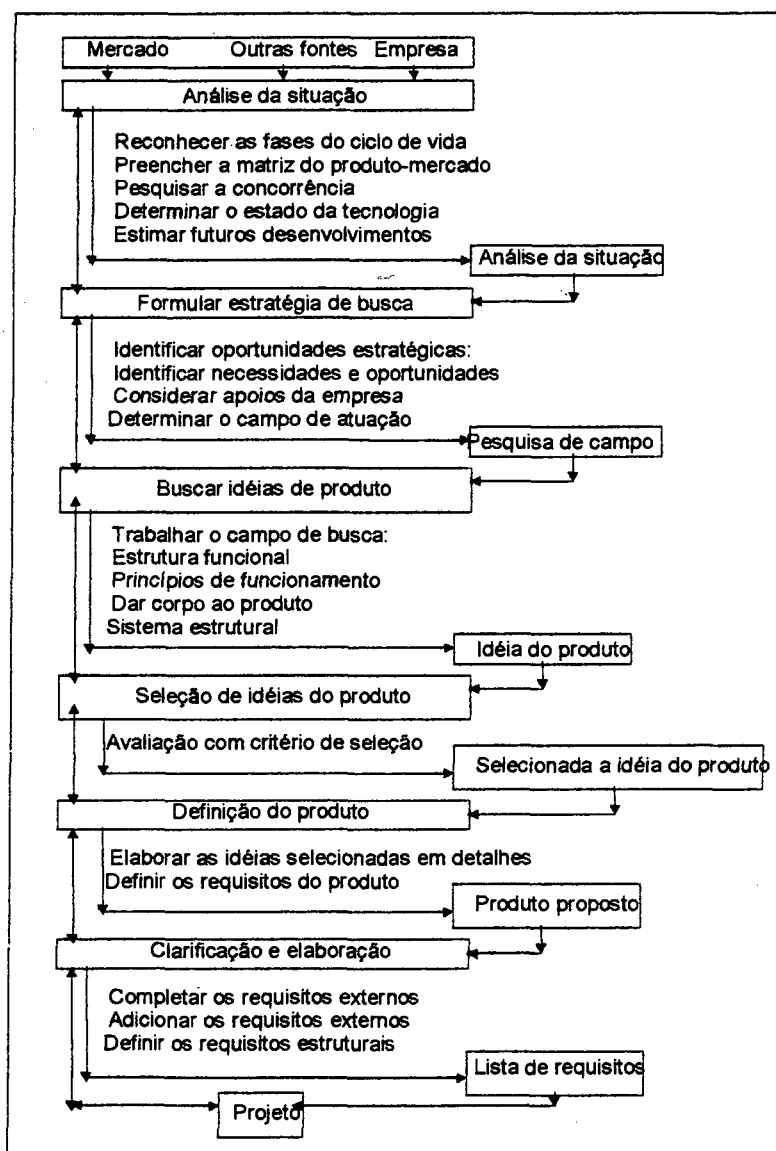 Mercado Outras fontes Empresa
Análise da situação
Reconhecer as fases do ciclo de vida
Preencher a matriz do produto-mercado
Pesquisar a concorrência
Determinar o estado da tecnologia
Estimar futuros desenvolvimentos
Análise da situação
Formular estratégia de busca
Identificar oportunidades estratégicas:
Identificar necessidades e oportunidades
Considerar apoios da empresa
Determinar o campo de atuação
Pesquisa de campo
Buscar idéias de produto
Trabalhar o campo de busca:
Estrutura funcional
Princípios de funcionamento
Dar corpo ao produto
Sistema estrutural
Idéia do produto
Seleção de idéias do produto
Avaliação com critério de seleção
Selecionada a idéia do produto
Definição do produto
Elaborar as idéias selecionadas em detalhes
Definir os requisitos do produto
Produto proposto
Clarificação e elaboração
Completar os requisitos externos
Adicionar os requisitos externos
Definir os requisitos estruturais
Lista de requisitos
Projeto